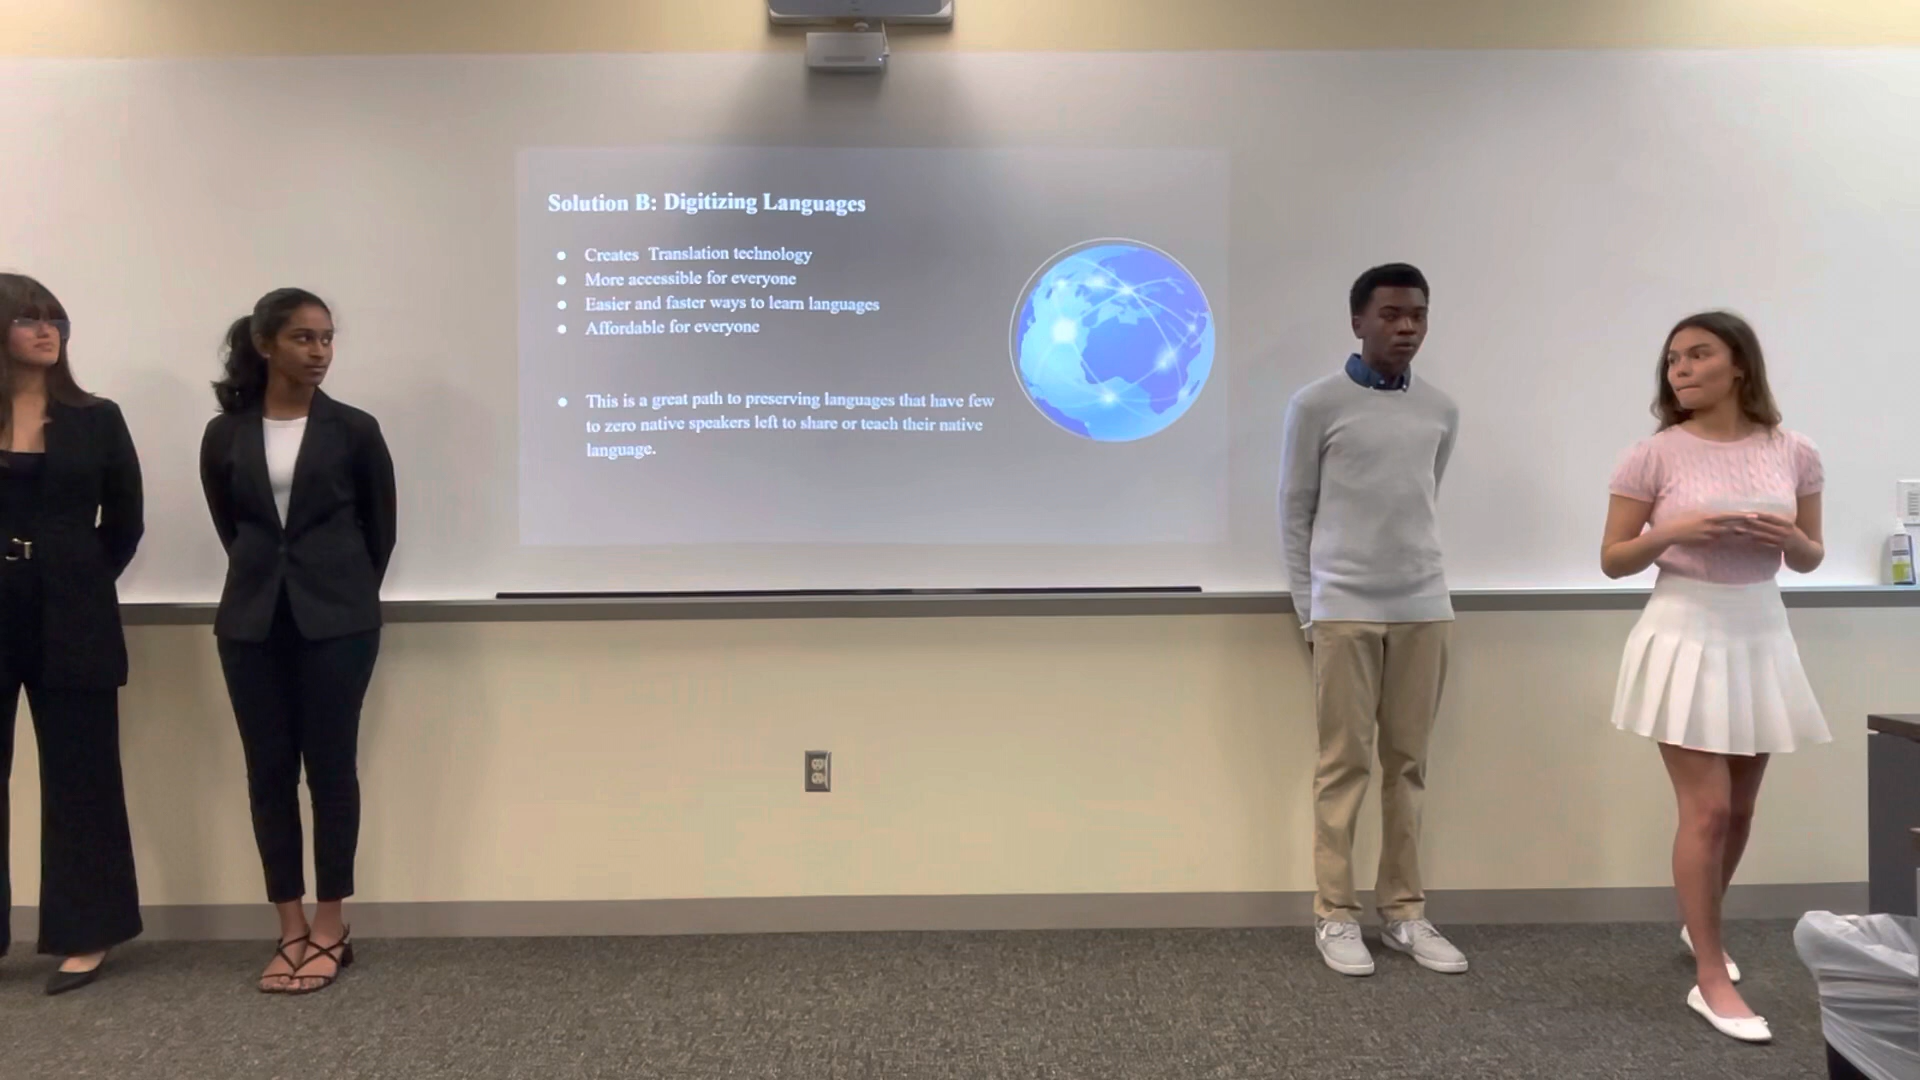 Solution B: Digitizing Languages
● Creates Translation technology
● More accessible for everyone
● Easier and faster ways to learn languages
● Affordable for everyone
● This is a great path to preserving languages that have few
to zero native speakers left to share or teach their native
language.